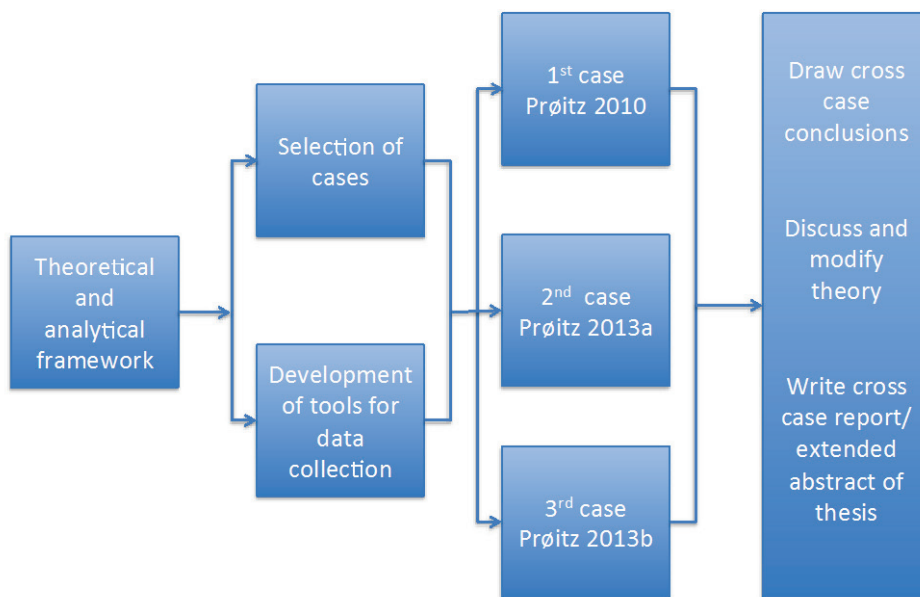 Theoretical
and
analytical
framework
Selection of
cases
Development
of tools for
data
collection
1st case
Prøitz 2010
2nd case
Prøitz 2013a
3rd case
Prøitz 2013b
Draw cross
case
conclusions
Discuss and
modify
theory
Write cross
case report/
extended
abstract of
thesis